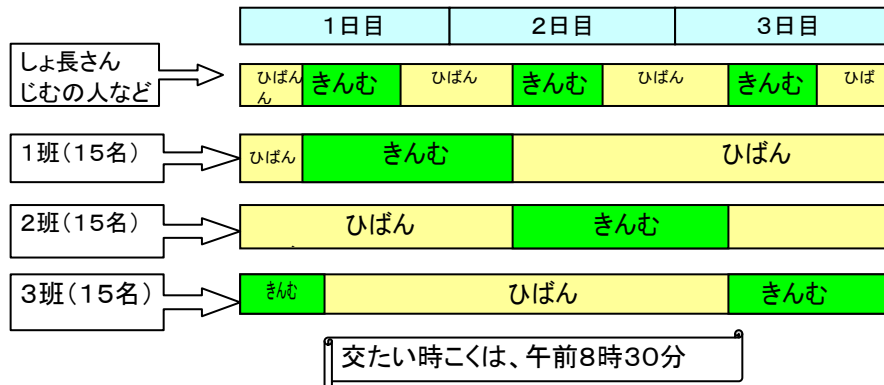 1日目 2日目 3日目
しょ長さん
じむの人など
ひばん
ん
きんむ ひばん きんむ ひばん きんむ ひば
1班(15名) ひばん きんむ ひばん
2班(15名) ひばん きんむ
3班(15名) きんむ ひばん きんむ
交たい時こくは、午前8時30分